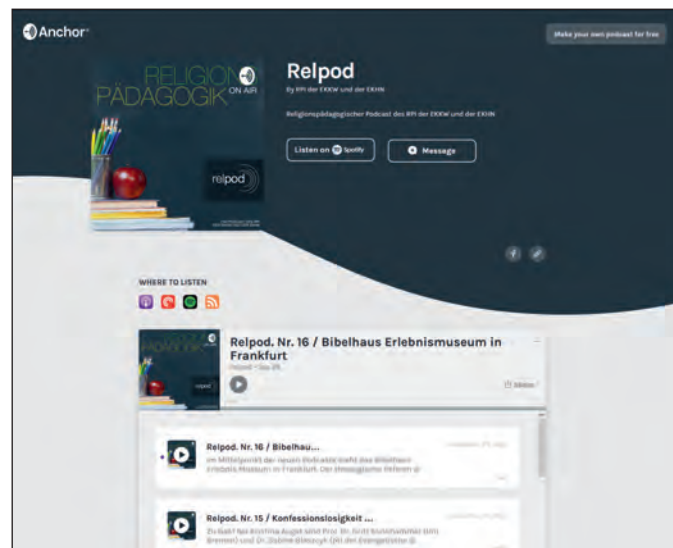 Anchor
Make your own podcast for free
RELIGION
PÄDAGOGIK
ON AIR
relpod
Relpod
By RPI der EKKW und der EKHN
Religionspädagogischer Podcast des RPI der EKKW und der EKHN
Listen on Spotify
Message
WHERE TO LISTEN
Relpod. Nr. 16 / Bibelhaus Erlebnismuseum in
Frankfurt
Relpod. Nr. 16 / Bibelhau...
Im Mittelpunkt der neuen Podcasts steht das Bibelhaus
Erlebnis Museum in Frankfurt. Der theologische Referen
Relpod. Nr. 15 / Konfessionslosigkeit ...